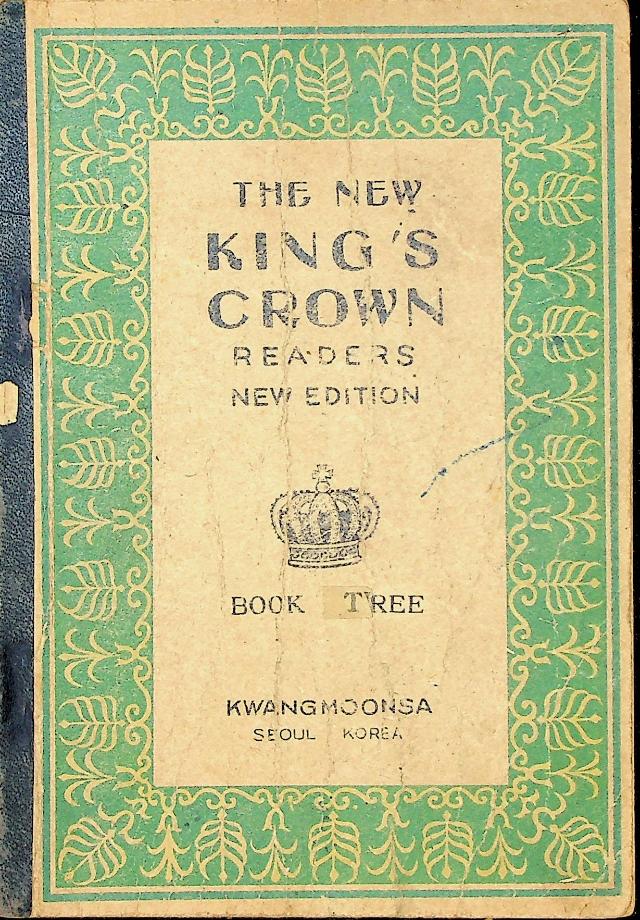 THE NEW
KING'S
CROWN
READERS
NEW EDITION
BOOK TREE
KWANGMOONSA
SEOUL KOREA